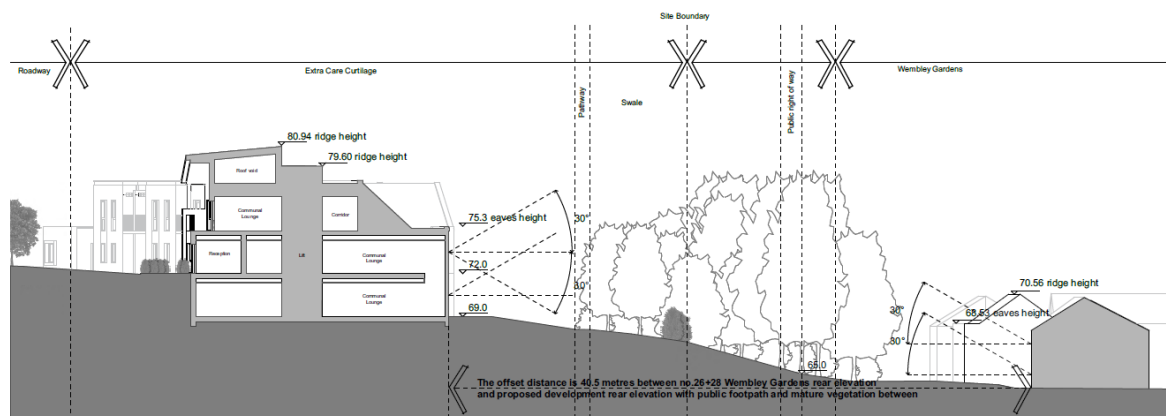 Site Boundary
Roadway
Extra Care Curtilage
Wembley Gardens
Pathway
Swale
Public right of way
80.94 ridge height
79.60 ridge height
Roof void
Communal
Lounge
Corridor
75.3 eaves height
30°
Reception
Lift
Communal
Lounge
72.0
30°
Communal
Lounge
69.0
70.56 ridge height
68.53 eaves height
30°
30°
65.0
The offset distance is 40.5 metres between no.26+28 Wembley Gardens rear elevation
and proposed development rear elevation with public footpath and mature vegetation between